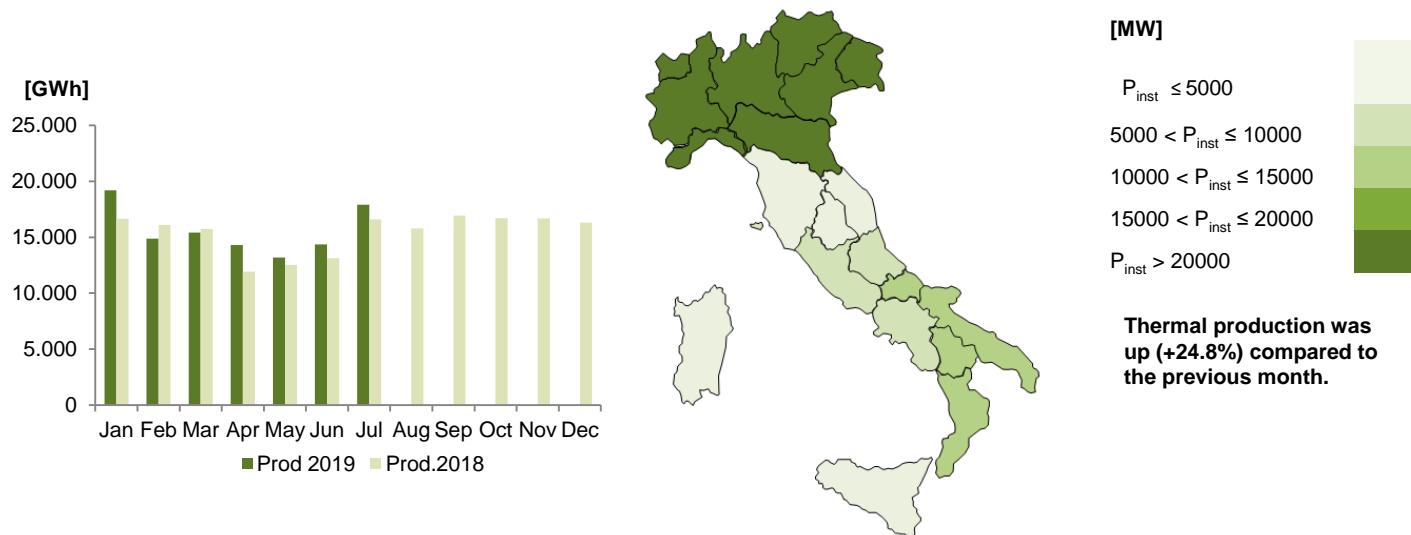 [GWh]
25.000
20.000
15.000
10.000
5.000
0
Jan Feb Mar Apr May Jun Jul Aug Sep Oct Nov Dec
Prod 2019 Prod.2018
[MW]
Pinst ≤ 5000
5000 < Pinst ≤ 10000
10000 < Pinst ≤ 15000
15000 < Pinst ≤ 20000
Pinst > 20000
Thermal production was
up (+24.8%) compared to
the previous month.